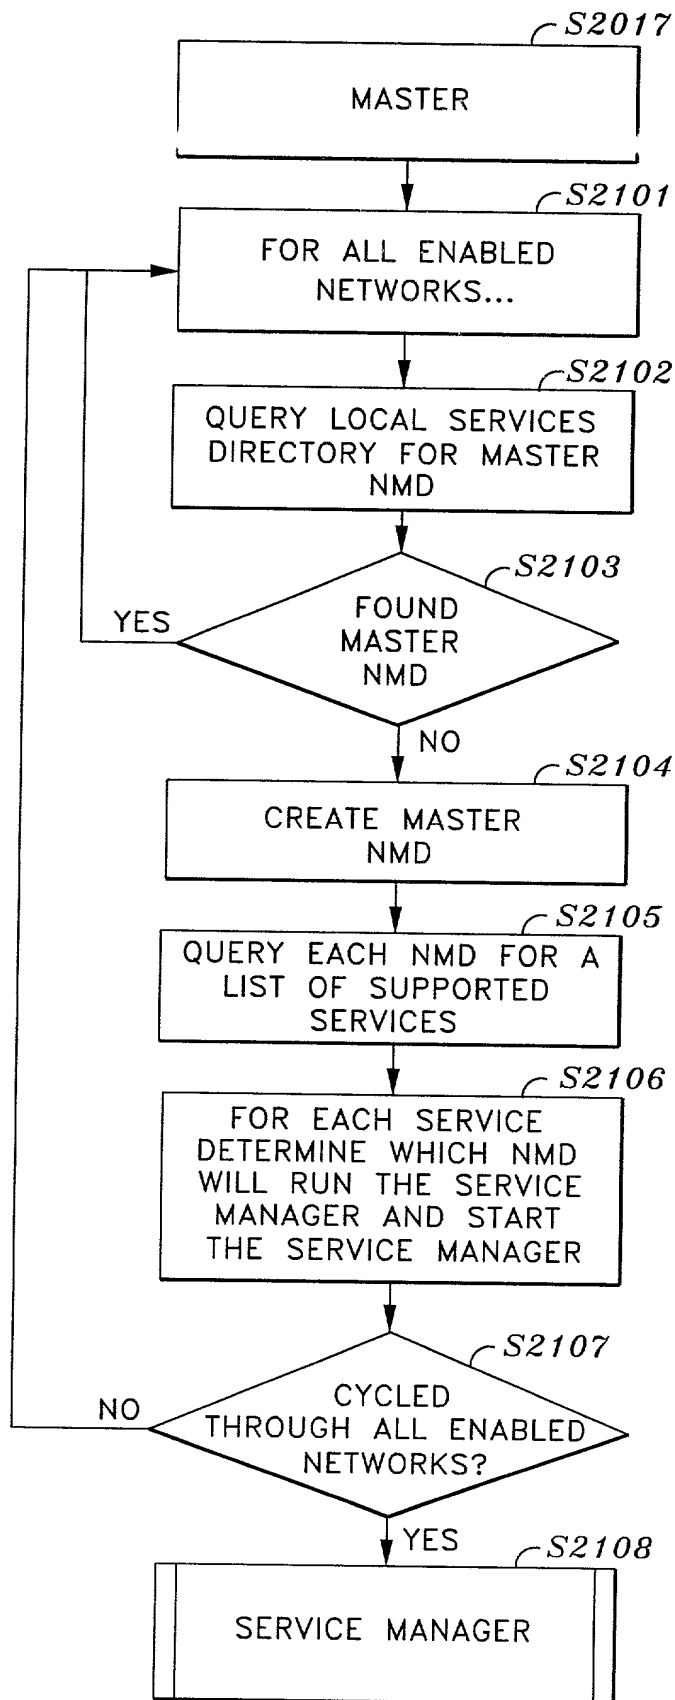 S2017
MASTER
S2101
FOR ALL ENABLED
NETWORKS...
S2102
QUERY LOCAL SERVICES
DIRECTORY FOR MASTER
NMD
S2103
FOUND
MASTER
NMD
YES
NO
S2104
CREATE MASTER
NMD
S2105
QUERY EACH NMD FOR A
LIST OF SUPPORTED
SERVICES
S2106
FOR EACH SERVICE
DETERMINE WHICH NMD
WILL RUN THE SERVICE
MANAGER AND START
THE SERVICE MANAGER
S2107
CYCLED
THROUGH ALL ENABLED
NETWORKS?
NO
YES
S2108
SERVICE MANAGER